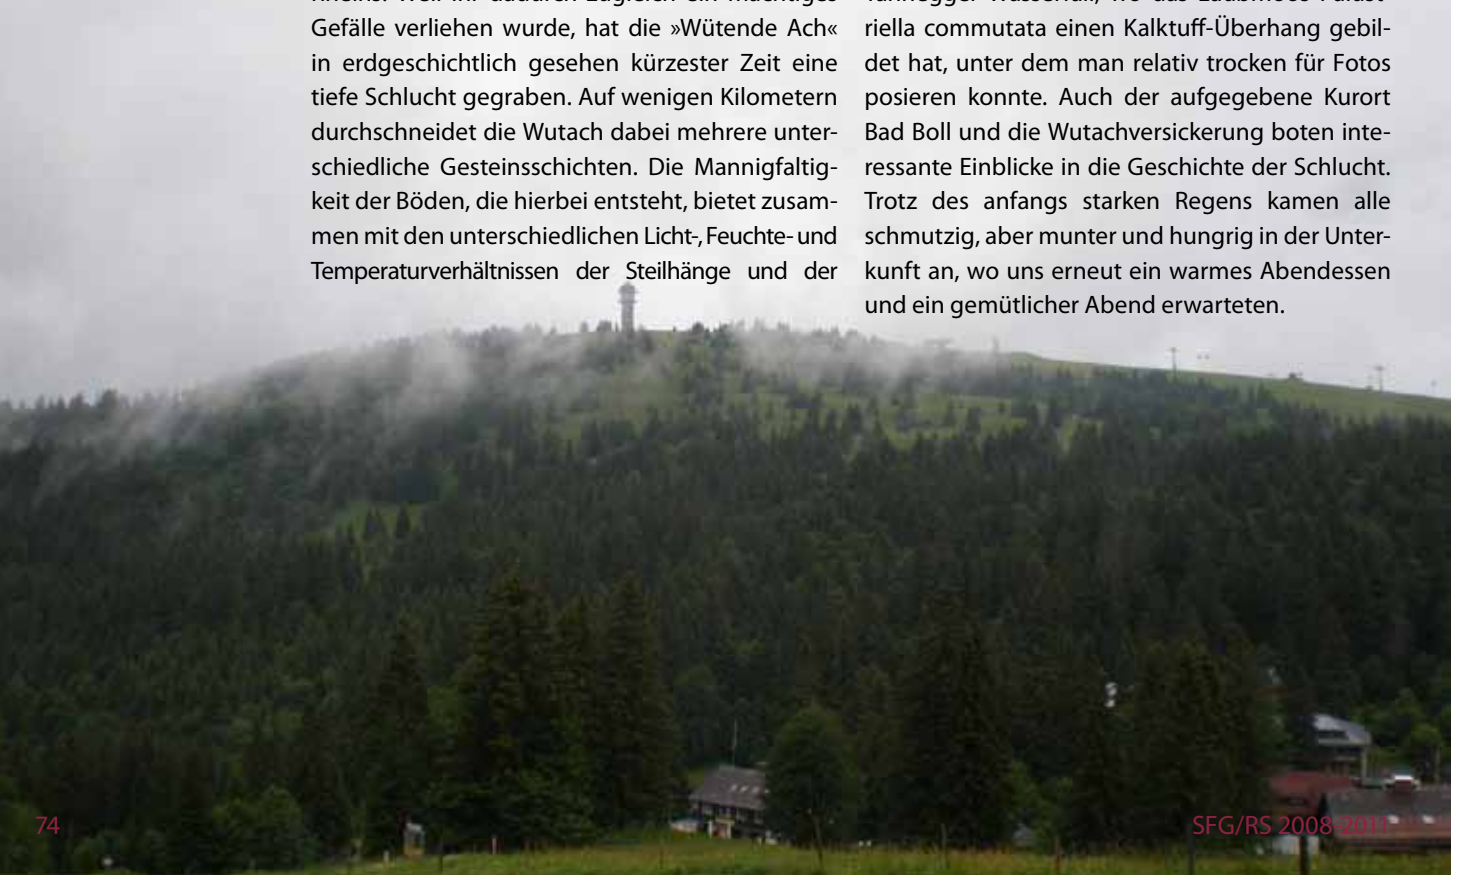 Gefälle verliehen wurde, hat die »Wütende Ach«
in erdgeschichtlich gesehen kürzester Zeit eine
tiefe Schlucht gegraben. Auf wenigen Kilometern
durchschneidet die Wutach dabei mehrere unter-
schiedliche Gesteinsschichten. Die Mannigfaltig-
keit der Böden, die hierbei entsteht, bietet zusam-
men mit den unterschiedlichen Licht-, Feuchte- und
Temperaturverhältnissen der Steilhänge und der
riella commutata einen Kalktuff-Überhang gebil-
det hat, unter dem man relativ trocken für Fotos
posieren konnte. Auch der aufgegebene Kurort
Bad Boll und die Wutachversickerung boten inte-
ressante Einblicke in die Geschichte der Schlucht.
Trotz des anfangs starken Regens kamen alle
schmutzig, aber munter und hungrig in der Unter-
kunft an, wo uns erneut ein warmes Abendessen
und ein gemütlicher Abend erwarteten.
74
SFG/RS 2008-2011